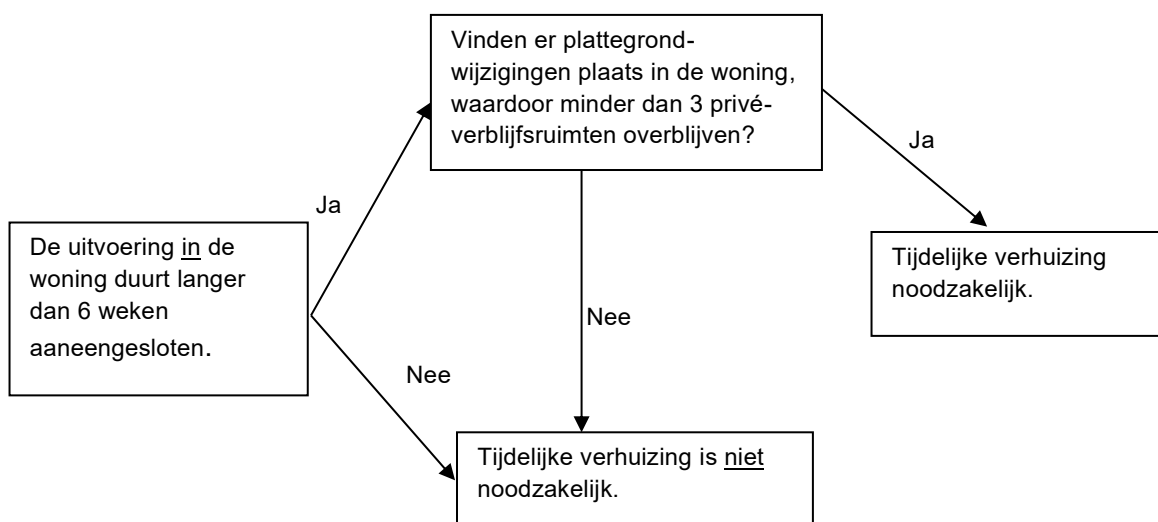 Vinden er plattegrond-
wijzigingen plaats in de woning,
waardoor minder dan 3 privé-
verblijfsruimten overblijven?
Ja
Ja
De uitvoering in de
woning duurt langer
dan 6 weken
aaneengesloten.
Tijdelijke verhuizing
noodzakelijk.
Nee
Nee
Tijdelijke verhuizing is niet
noodzakelijk.